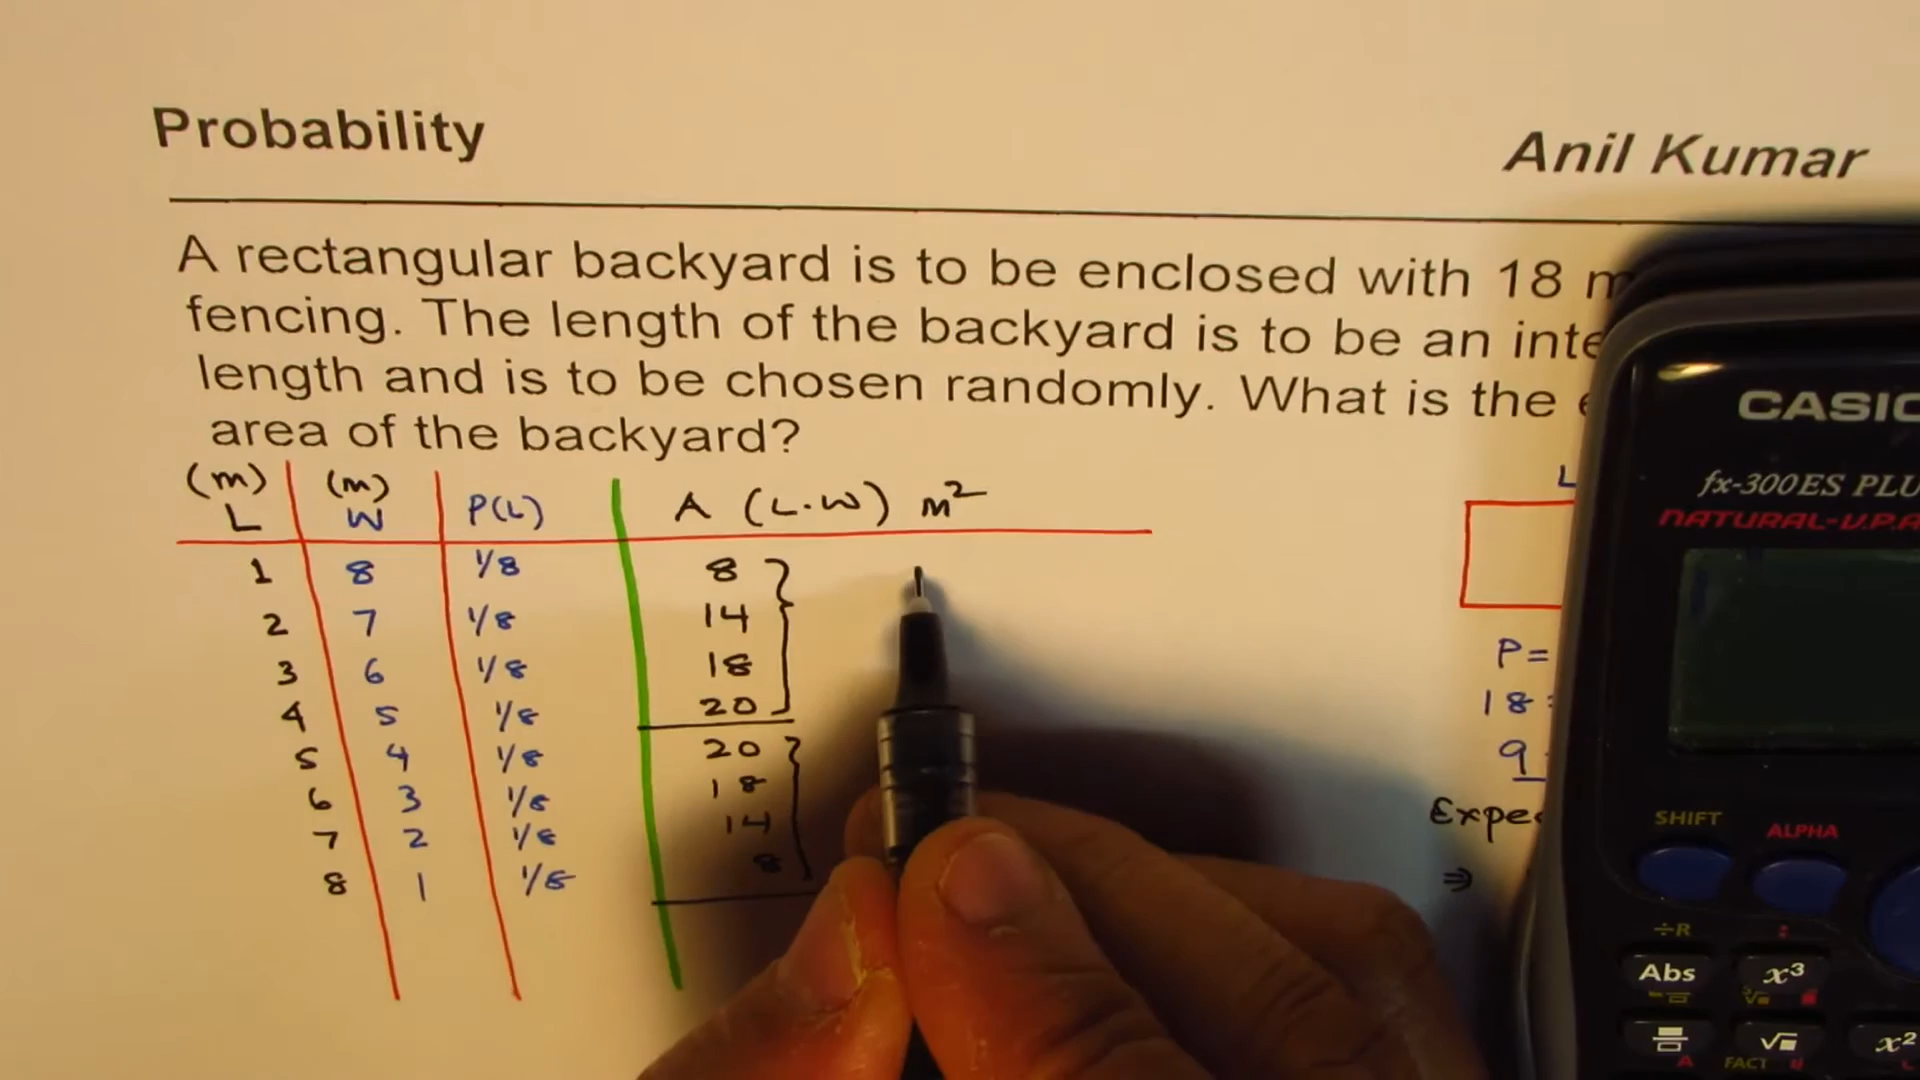 Probability
Anil Kumar
A rectangular backyard is to be enclosed with 18 m
fencing. The length of the backyard is to be an inte
length and is to be chosen randomly. What is the
area of the backyard?
(m) (m)
L W P(L) A (L.W) m² L
1 8 1/8 8
2 7 1/8 14
3 6 1/8 18
4 5 1/8 20
5 4 1/8 20
6 3 1/8 18
7 2 1/8 14
8 1 1/8 8
P=
18
9
Expec
⇒
CASIO
fx-300ES PLU
NATURAL-V.P.A
SHIFT ALPHA
÷R :
Abs x³
√ x²
A FACT